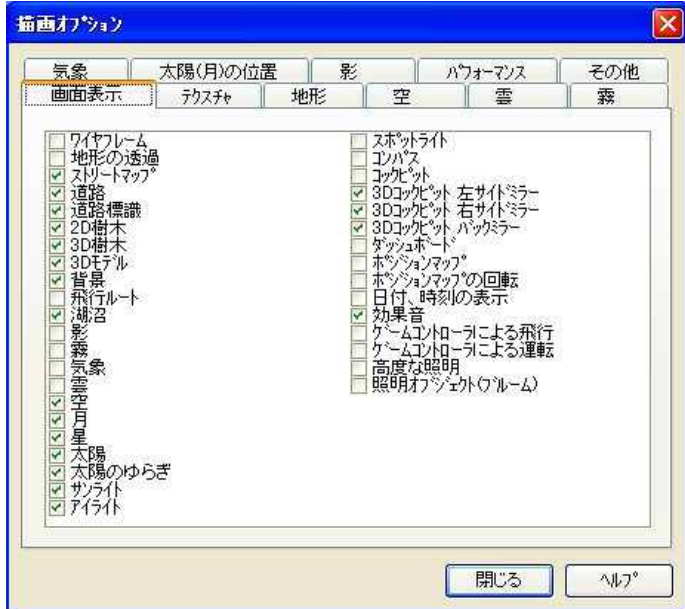 描画ｵﾌﾟｼｮﾝ
気象 太陽(月)の位置 影 ﾊﾟﾌｫｰﾏﾝｽ その他
画面表示 ﾃｸｽﾁｬ 地形 空 雲 霧
ﾜｲﾔﾌﾚｰﾑ
地形の透過
ｽﾄﾘｰﾄﾏｯﾌﾟ
道路
道路標識
2D樹木
3D樹木
3Dﾓﾃﾞﾙ
背景
飛行ﾙｰﾄ
湖沼
影
霧
気象
雲
空
月
星
太陽
太陽のゆらぎ
ｻﾝﾗｲﾄ
ｱｲﾗｲﾄ
ｽﾎﾟｯﾄﾗｲﾄ
ｺﾝﾊﾟｽ
ｺｯｸﾋﾟｯﾄ
3Dｺｯｸﾋﾟｯﾄ 左ｻｲﾄﾞﾐﾗｰ
3Dｺｯｸﾋﾟｯﾄ 右ｻｲﾄﾞﾐﾗｰ
3Dｺｯｸﾋﾟｯﾄ ﾊﾞｯｸﾐﾗｰ
ﾀﾞｯｼｭﾎﾞｰﾄﾞ
ﾎﾟｼﾞｼｮﾝﾏｯﾌﾟ
ﾎﾟｼﾞｼｮﾝﾏｯﾌﾟの回転
日付、時刻の表示
効果音
ｹﾞｰﾑｺﾝﾄﾛｰﾗによる飛行
ｹﾞｰﾑｺﾝﾄﾛｰﾗによる運転
高度な照明
照明ｵﾌﾞｼﾞｪｸﾄ(ﾌﾞﾙｰﾑ)
閉じる ﾍﾙﾌﾟ